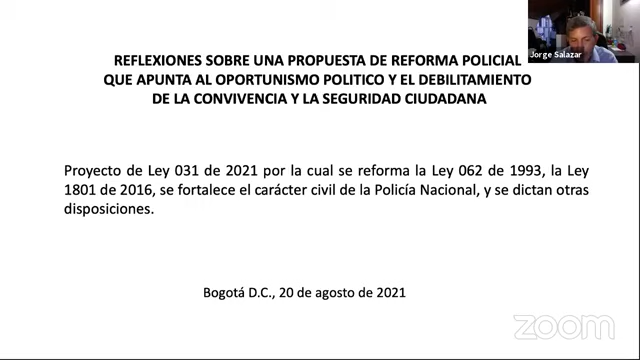 Jorge Salazar
REFLEXIONES SOBRE UNA PROPUESTA DE REFORMA POLICIAL
QUE APUNTA AL OPORTUNISMO POLITICO Y EL DEBILITAMIENTO
DE LA CONVIVENCIA Y LA SEGURIDAD CIUDADANA
Proyecto de Ley 031 de 2021 por la cual se reforma la Ley 062 de 1993, la Ley
1801 de 2016, se fortalece el carácter civil de la Policía Nacional, y se dictan otras
disposiciones.
Bogotá D.C., 20 de agosto de 2021
zoom